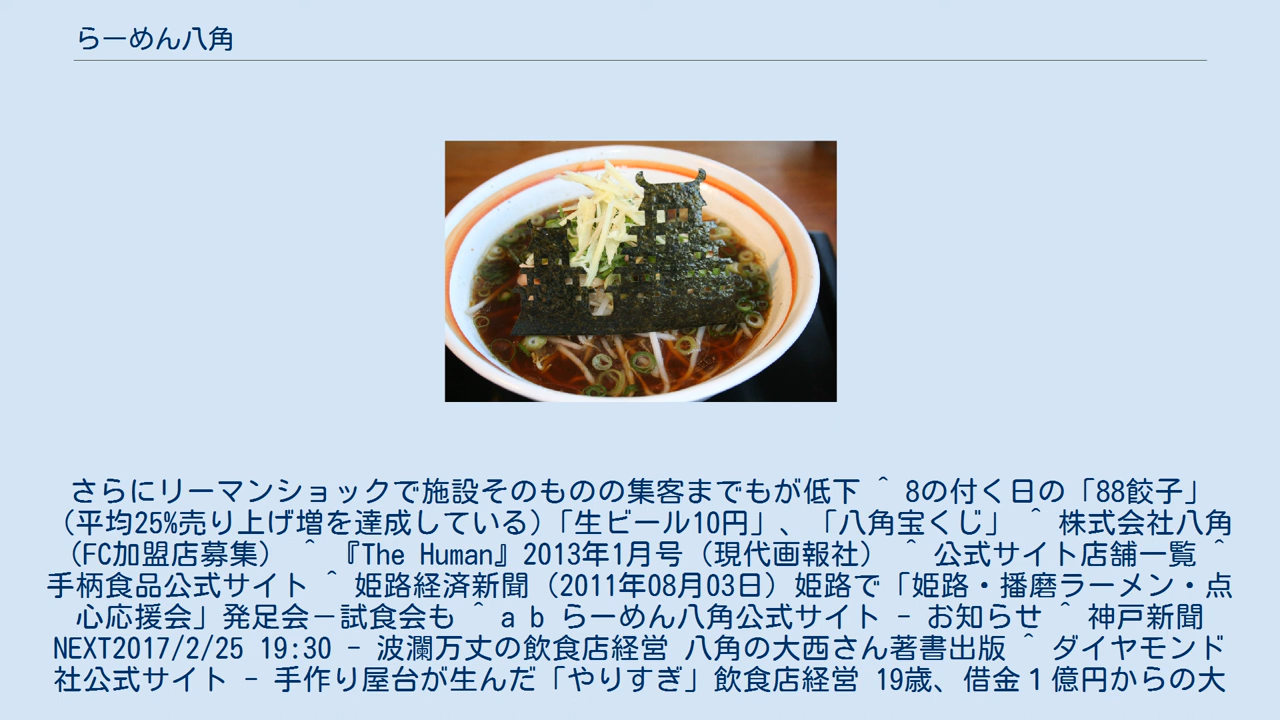 らーめん八角
さらにリーマンショックで施設そのものの集客までもが低下 ^ 8の付く日の「88餃子」
（平均25%売り上げ増を達成している）「生ビール10円」、「八角宝くじ」 ^ 株式会社八角
（FC加盟店募集） ^ 『The Human』2013年1月号（現代画報社） ^ 公式サイト店舗一覧 ^
手柄食品公式サイト ^ 姫路経済新聞（2011年08月03日）姫路で「姫路・播磨ラーメン・点
心応援会」発足会－試食会も ^ a b らーめん八角公式サイト - お知らせ ^ 神戸新聞
NEXT2017/2/25 19:30 - 波瀾万丈の飲食店経営 八角の大西さん著書出版 ^ ダイヤモンド
社公式サイト - 手作り屋台が生んだ「やりすぎ」飲食店経営 19歳、借金１億円からの大